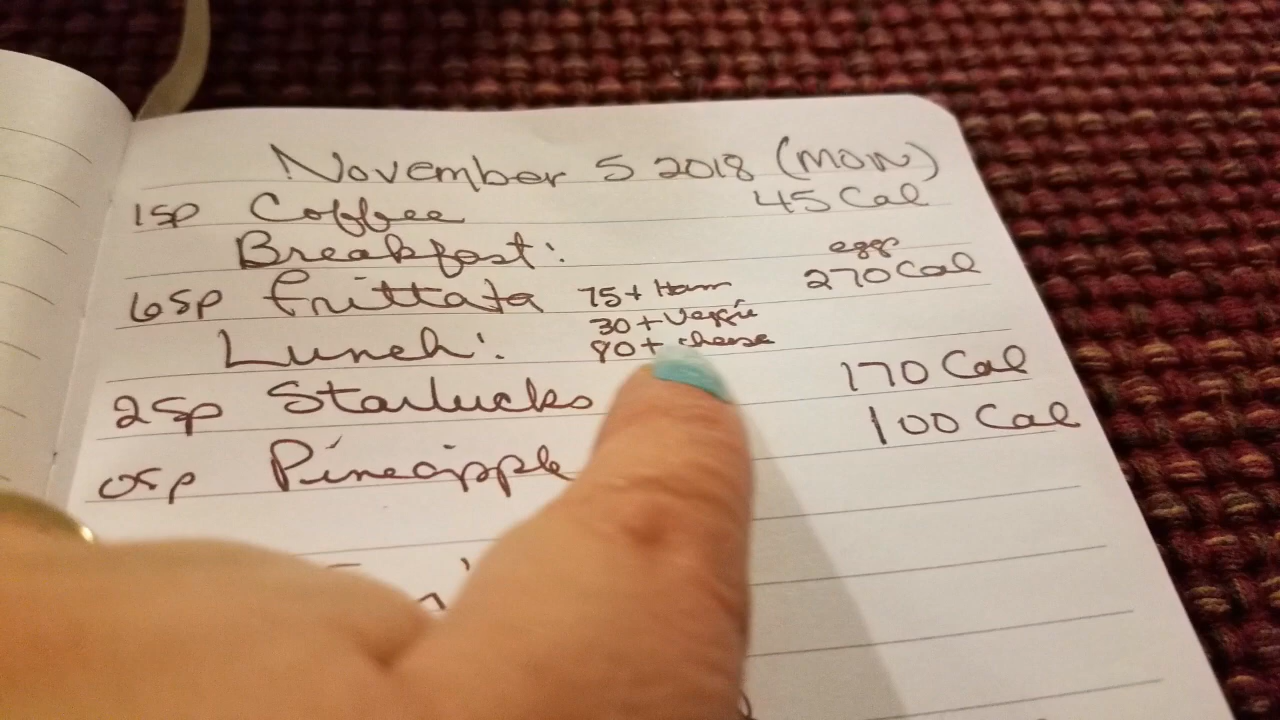 November 5 2018 (MON)
1SP Coffee 45 Cal
Breakfast: eggs
6SP Frittata 75+ Ham 270 Cal
30 + Veggie
Lunch: 80+ cheese
2SP Starbucks 170 Cal
0SP Pineapple 100 Cal